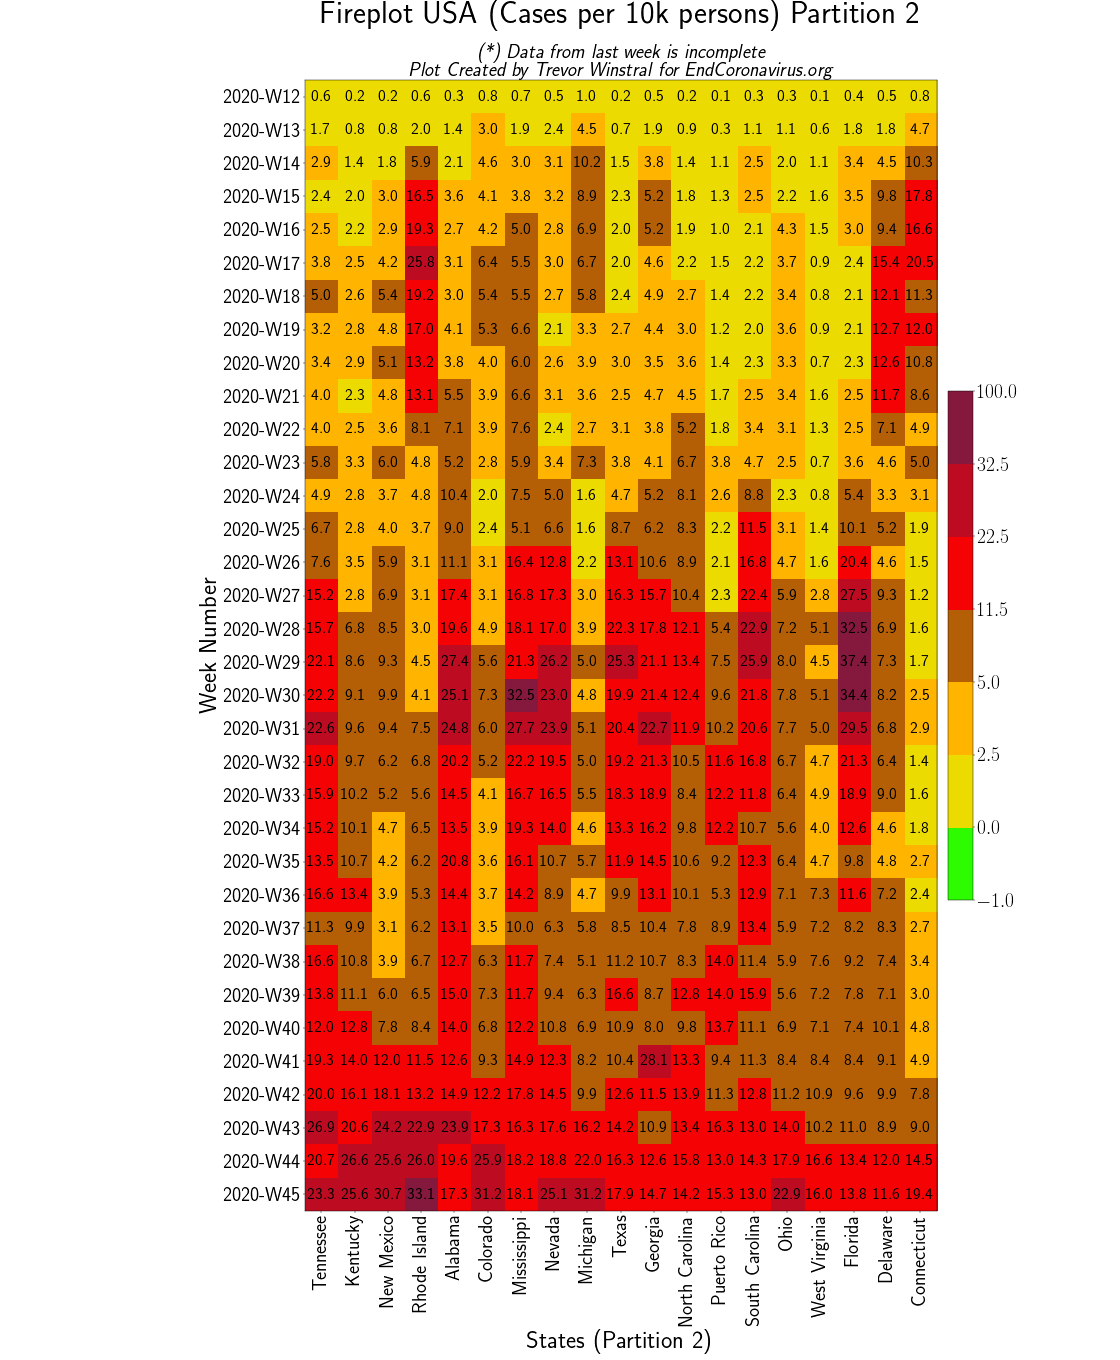 Fireplot USA (Cases per 10k persons) Partition 2
(*) Data from last week is incomplete
Plot Created by Trevor Winstral for EndCoronavirus.org
2020-W12 0.6 0.2 0.2 0.6 0.3 0.8 0.7 0.5 1.0 0.2 0.5 0.2 0.1 0.3 0.3 0.1 0.4 0.5 0.8
2020-W13 1.7 0.8 0.8 2.0 1.4 3.0 1.9 2.4 4.5 0.7 1.9 0.9 0.3 1.1 1.1 0.6 1.8 1.8 4.7
2020-W14 2.9 1.4 1.8 5.9 2.1 4.6 3.0 3.1 10.2 1.5 3.8 1.4 1.1 2.5 2.0 1.1 3.4 4.5 10.3
2020-W15 2.4 2.0 3.0 16.5 3.6 4.1 3.8 3.2 8.9 2.3 5.2 1.8 1.3 2.5 2.2 1.6 3.5 9.8 17.8
2020-W16 2.5 2.2 2.9 19.3 2.7 4.2 5.0 2.8 6.9 2.0 5.2 1.9 1.0 2.1 4.3 1.5 3.0 9.4 16.6
2020-W17 3.8 2.5 4.2 25.8 3.1 6.4 5.5 3.0 6.7 2.0 4.6 2.2 1.5 2.2 3.7 0.9 2.4 15.4 20.5
2020-W18 5.0 2.6 5.4 19.2 3.0 5.4 5.5 2.7 5.8 2.4 4.9 2.7 1.4 2.2 3.4 0.8 2.1 12.1 11.3
2020-W19 3.2 2.8 4.8 17.0 4.1 5.3 6.6 2.1 3.3 2.7 4.4 3.0 1.2 2.0 3.6 0.9 2.1 12.7 12.0
2020-W20 3.4 2.9 5.1 13.2 3.8 4.0 6.0 2.6 3.9 3.0 3.5 3.6 1.4 2.3 3.3 0.7 2.3 12.6 10.8
2020-W21 4.0 2.3 4.8 13.1 5.5 3.9 6.6 3.1 3.6 2.5 4.7 4.5 1.7 2.5 3.4 1.6 2.5 11.7 8.6
2020-W22 4.0 2.5 3.6 8.1 7.1 3.9 7.6 2.4 2.7 3.1 3.8 5.2 1.8 3.4 3.1 1.3 2.5 7.1 4.9
2020-W23 5.8 3.3 6.0 4.8 5.2 2.8 5.9 3.4 7.3 3.8 4.1 6.7 3.8 4.7 2.5 0.7 3.6 4.6 5.0
2020-W24 4.9 2.8 3.7 4.8 10.4 2.0 7.5 5.0 1.6 4.7 5.2 8.1 2.6 8.8 2.3 0.8 5.4 3.3 3.1
2020-W25 6.7 2.8 4.0 3.7 9.0 2.4 5.1 6.6 1.6 8.7 6.2 8.3 2.2 11.5 3.1 1.4 10.1 5.2 1.9
2020-W26 7.6 3.5 5.9 3.1 11.1 3.1 16.4 12.8 2.2 13.1 10.6 8.9 2.1 16.8 4.7 1.6 20.4 4.6 1.5
2020-W27 15.2 2.8 6.9 3.1 17.4 3.1 16.8 17.3 3.0 16.3 15.7 10.4 2.3 22.4 5.9 2.8 27.5 9.3 1.2
2020-W28 15.7 6.8 8.5 3.0 19.6 4.9 18.1 17.0 3.9 22.3 17.8 12.1 5.4 22.9 7.2 5.1 32.5 6.9 1.6
2020-W29 22.1 8.6 9.3 4.5 27.4 5.6 21.3 26.2 5.0 25.3 21.1 13.4 7.5 25.9 8.0 4.5 37.4 7.3 1.7
2020-W30 22.2 9.1 9.9 4.1 25.1 7.3 32.5 23.0 4.8 19.9 21.4 12.4 9.6 21.8 7.8 5.1 34.4 8.2 2.5
2020-W31 22.6 9.6 9.4 7.5 24.8 6.0 27.7 23.9 5.1 20.4 22.7 11.9 10.2 20.6 7.7 5.0 29.5 6.8 2.9
2020-W32 19.0 9.7 6.2 6.8 20.2 5.2 22.2 19.5 5.0 19.2 21.3 10.5 11.6 16.8 6.7 4.7 21.3 6.4 1.4
2020-W33 15.9 10.2 5.2 5.6 14.5 4.1 16.7 16.5 5.5 18.3 18.9 8.4 12.2 11.8 6.4 4.9 18.9 9.0 1.6
2020-W34 15.2 10.1 4.7 6.5 13.5 3.9 19.3 14.0 4.6 13.3 16.2 9.8 12.2 10.7 5.6 4.0 12.6 4.6 1.8
2020-W35 13.5 10.7 4.2 6.2 20.8 3.6 16.1 10.7 5.7 11.9 14.5 10.6 9.2 12.3 6.4 4.7 9.8 4.8 2.7
2020-W36 16.6 13.4 3.9 5.3 14.4 3.7 14.2 8.9 4.7 9.9 13.1 10.1 5.3 12.9 7.1 7.3 11.6 7.2 2.4
2020-W37 11.3 9.9 3.1 6.2 13.1 3.5 10.0 6.3 5.8 8.5 10.4 7.8 8.9 13.4 5.9 7.2 8.2 8.3 2.7
2020-W38 16.6 10.8 3.9 6.7 12.7 6.3 11.7 7.4 5.1 11.2 10.7 8.3 14.0 11.4 5.9 7.6 9.2 7.4 3.4
2020-W39 13.8 11.1 6.0 6.5 15.0 7.3 11.7 9.4 6.3 16.6 8.7 12.8 14.0 15.9 5.6 7.2 7.8 7.1 3.0
2020-W40 12.0 12.8 7.8 8.4 14.0 6.8 12.2 10.8 6.9 10.9 8.0 9.8 13.7 11.1 6.9 7.1 7.4 10.1 4.8
2020-W41 19.3 14.0 12.0 11.5 12.6 9.3 14.9 12.3 8.2 10.4 28.1 13.3 9.4 11.3 8.4 8.4 8.4 9.1 4.9
2020-W42 20.0 16.1 18.1 13.2 14.9 12.2 17.8 14.5 9.9 12.6 11.5 13.9 11.3 12.8 11.2 10.9 9.6 9.9 7.8
2020-W43 26.9 20.6 24.2 22.9 23.9 17.3 16.3 17.6 16.2 14.2 10.9 13.4 16.3 13.0 14.0 10.2 11.0 8.9 9.0
2020-W44 20.7 26.6 25.6 26.0 19.6 25.9 18.2 18.8 22.0 16.3 12.6 15.8 13.0 14.3 17.9 16.6 13.4 12.0 14.5
2020-W45 23.3 25.6 30.7 33.1 17.3 31.2 18.1 25.1 31.2 17.9 14.7 14.2 15.3 13.0 22.9 16.0 13.8 11.6 19.4
Week Number
Tennessee
Kentucky
New Mexico
Rhode Island
Alabama
Colorado
Mississippi
Nevada
Michigan
Texas
Georgia
North Carolina
Puerto Rico
South Carolina
Ohio
West Virginia
Florida
Delaware
Connecticut
States (Partition 2)
100.0
32.5
22.5
11.5
5.0
2.5
0.0
−1.0